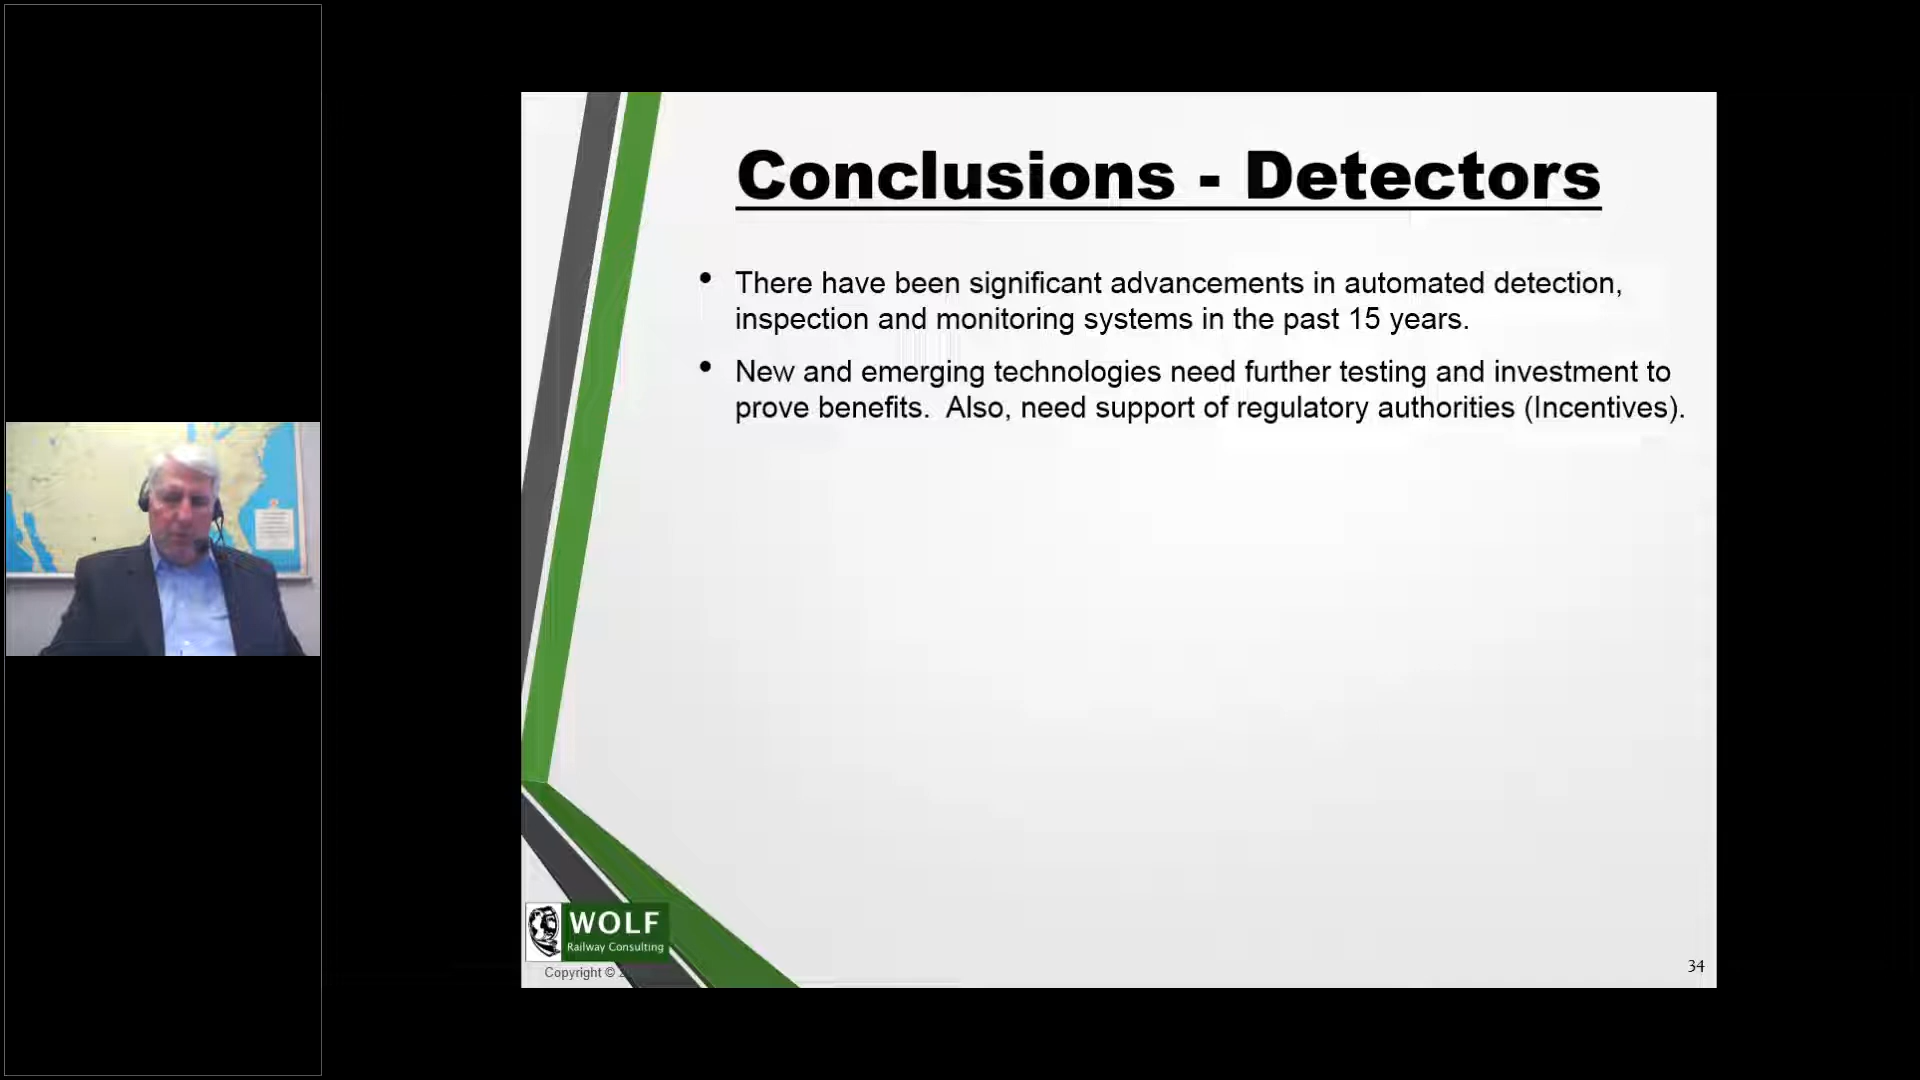 Conclusions - Detectors
• There have been significant advancements in automated detection,
inspection and monitoring systems in the past 15 years.
• New and emerging technologies need further testing and investment to
prove benefits.  Also, need support of regulatory authorities (Incentives).
WOLF
Railway Consulting
Copyright ©
34